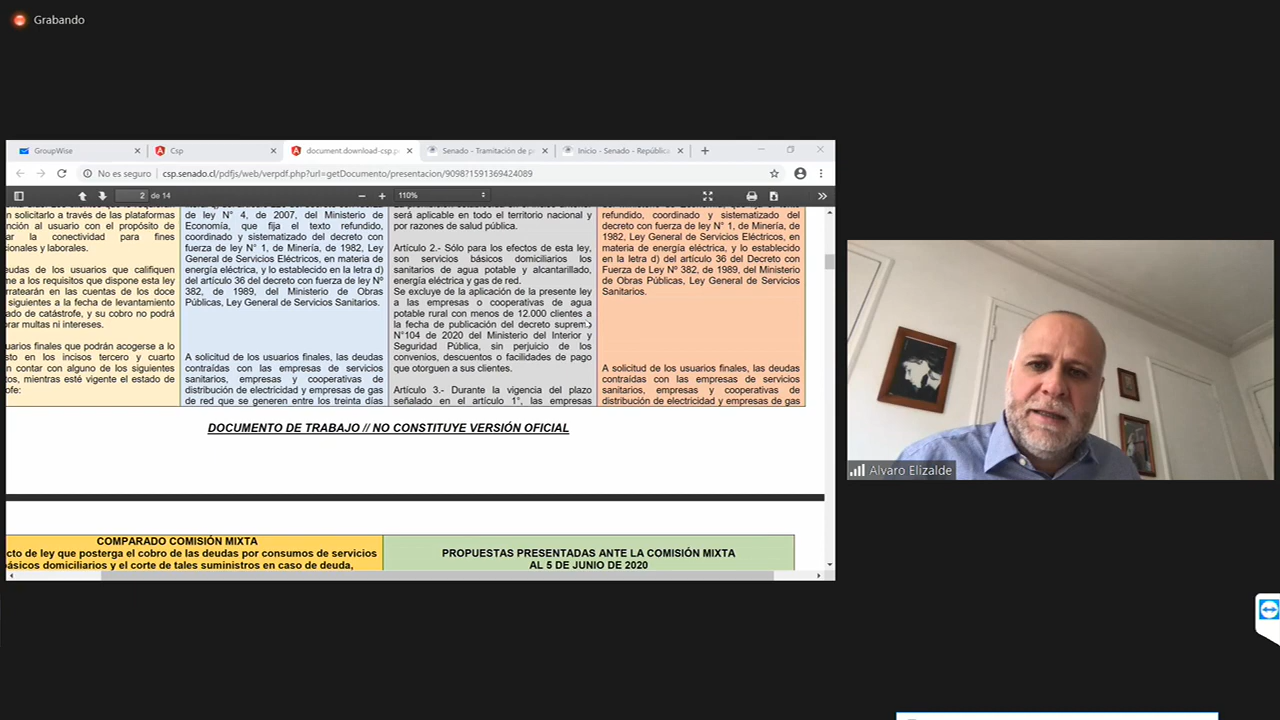 Grabando
GroupWise
Csp
document.download-csp.p
Senado - Tramitación de p
Inicio - Senado - República
No es seguro
csp.senado.cl/pdfjs/web/verpdf.php?url=getDocumento/presentacion/9098?1591369424089
2 de 14
110%
n solicitarlo a través de las plataformas
nción al usuario con el propósito de
ar la conectividad para fines
cionales y laborales.
eudas de los usuarios que califiquen
me a los requisitos que dispone esta ley
rratearán en las cuentas de los doce
siguientes a la fecha de levantamiento
ado de catástrofe, y su cobro no podrá
orar multas ni intereses.
uarios finales que podrán acogerse a lo
sto en los incisos tercero y cuarto
n contar con alguno de los siguientes
tos, mientras esté vigente el estado de
ofe:
de ley N° 4, de 2007, del Ministerio de
Economía, que fija el texto refundido,
coordinado y sistematizado del decreto con
fuerza de ley N° 1, de Minería, de 1982, Ley
General de Servicios Eléctricos, en materia de
energía eléctrica, y lo establecido en la letra d)
del artículo 36 del decreto con fuerza de ley Nº
382, de 1989, del Ministerio de Obras
Públicas, Ley General de Servicios Sanitarios.
A solicitud de los usuarios finales, las deudas
contraídas con las empresas de servicios
sanitarios, empresas y cooperativas de
distribución de electricidad y empresas de gas
de red que se generen entre los treinta días
será aplicable en todo el territorio nacional y
por razones de salud pública.
Artículo 2.- Sólo para los efectos de esta ley,
son servicios básicos domiciliarios los
sanitarios de agua potable y alcantarillado,
energía eléctrica y gas de red.
Se excluye de la aplicación de la presente ley
a las empresas o cooperativas de agua
potable rural con menos de 12.000 clientes a
la fecha de publicación del decreto supremo
N°104 de 2020 del Ministerio del Interior y
Seguridad Pública, sin perjuicio de los
convenios, descuentos o facilidades de pago
que otorguen a sus clientes.
Artículo 3.- Durante la vigencia del plazo
señalado en el artículo 1°, las empresas
refundido, coordinado y sistematizado del
decreto con fuerza de ley N° 1, de Minería, de
1982, Ley General de Servicios Eléctricos, en
materia de energía eléctrica, y lo establecido
en la letra d) del artículo 36 del Decreto con
Fuerza de Ley Nº 382, de 1989, del Ministerio
de Obras Públicas, Ley General de Servicios
Sanitarios.
A solicitud de los usuarios finales, las deudas
contraídas con las empresas de servicios
sanitarios, empresas y cooperativas de
distribución de electricidad y empresas de gas
DOCUMENTO DE TRABAJO // NO CONSTITUYE VERSIÓN OFICIAL
COMPARADO COMISIÓN MIXTA
cto de ley que posterga el cobro de las deudas por consumos de servicios
básicos domiciliarios y el corte de tales suministros en caso de deuda,
PROPUESTAS PRESENTADAS ANTE LA COMISIÓN MIXTA
AL 5 DE JUNIO DE 2020
Alvaro Elizalde